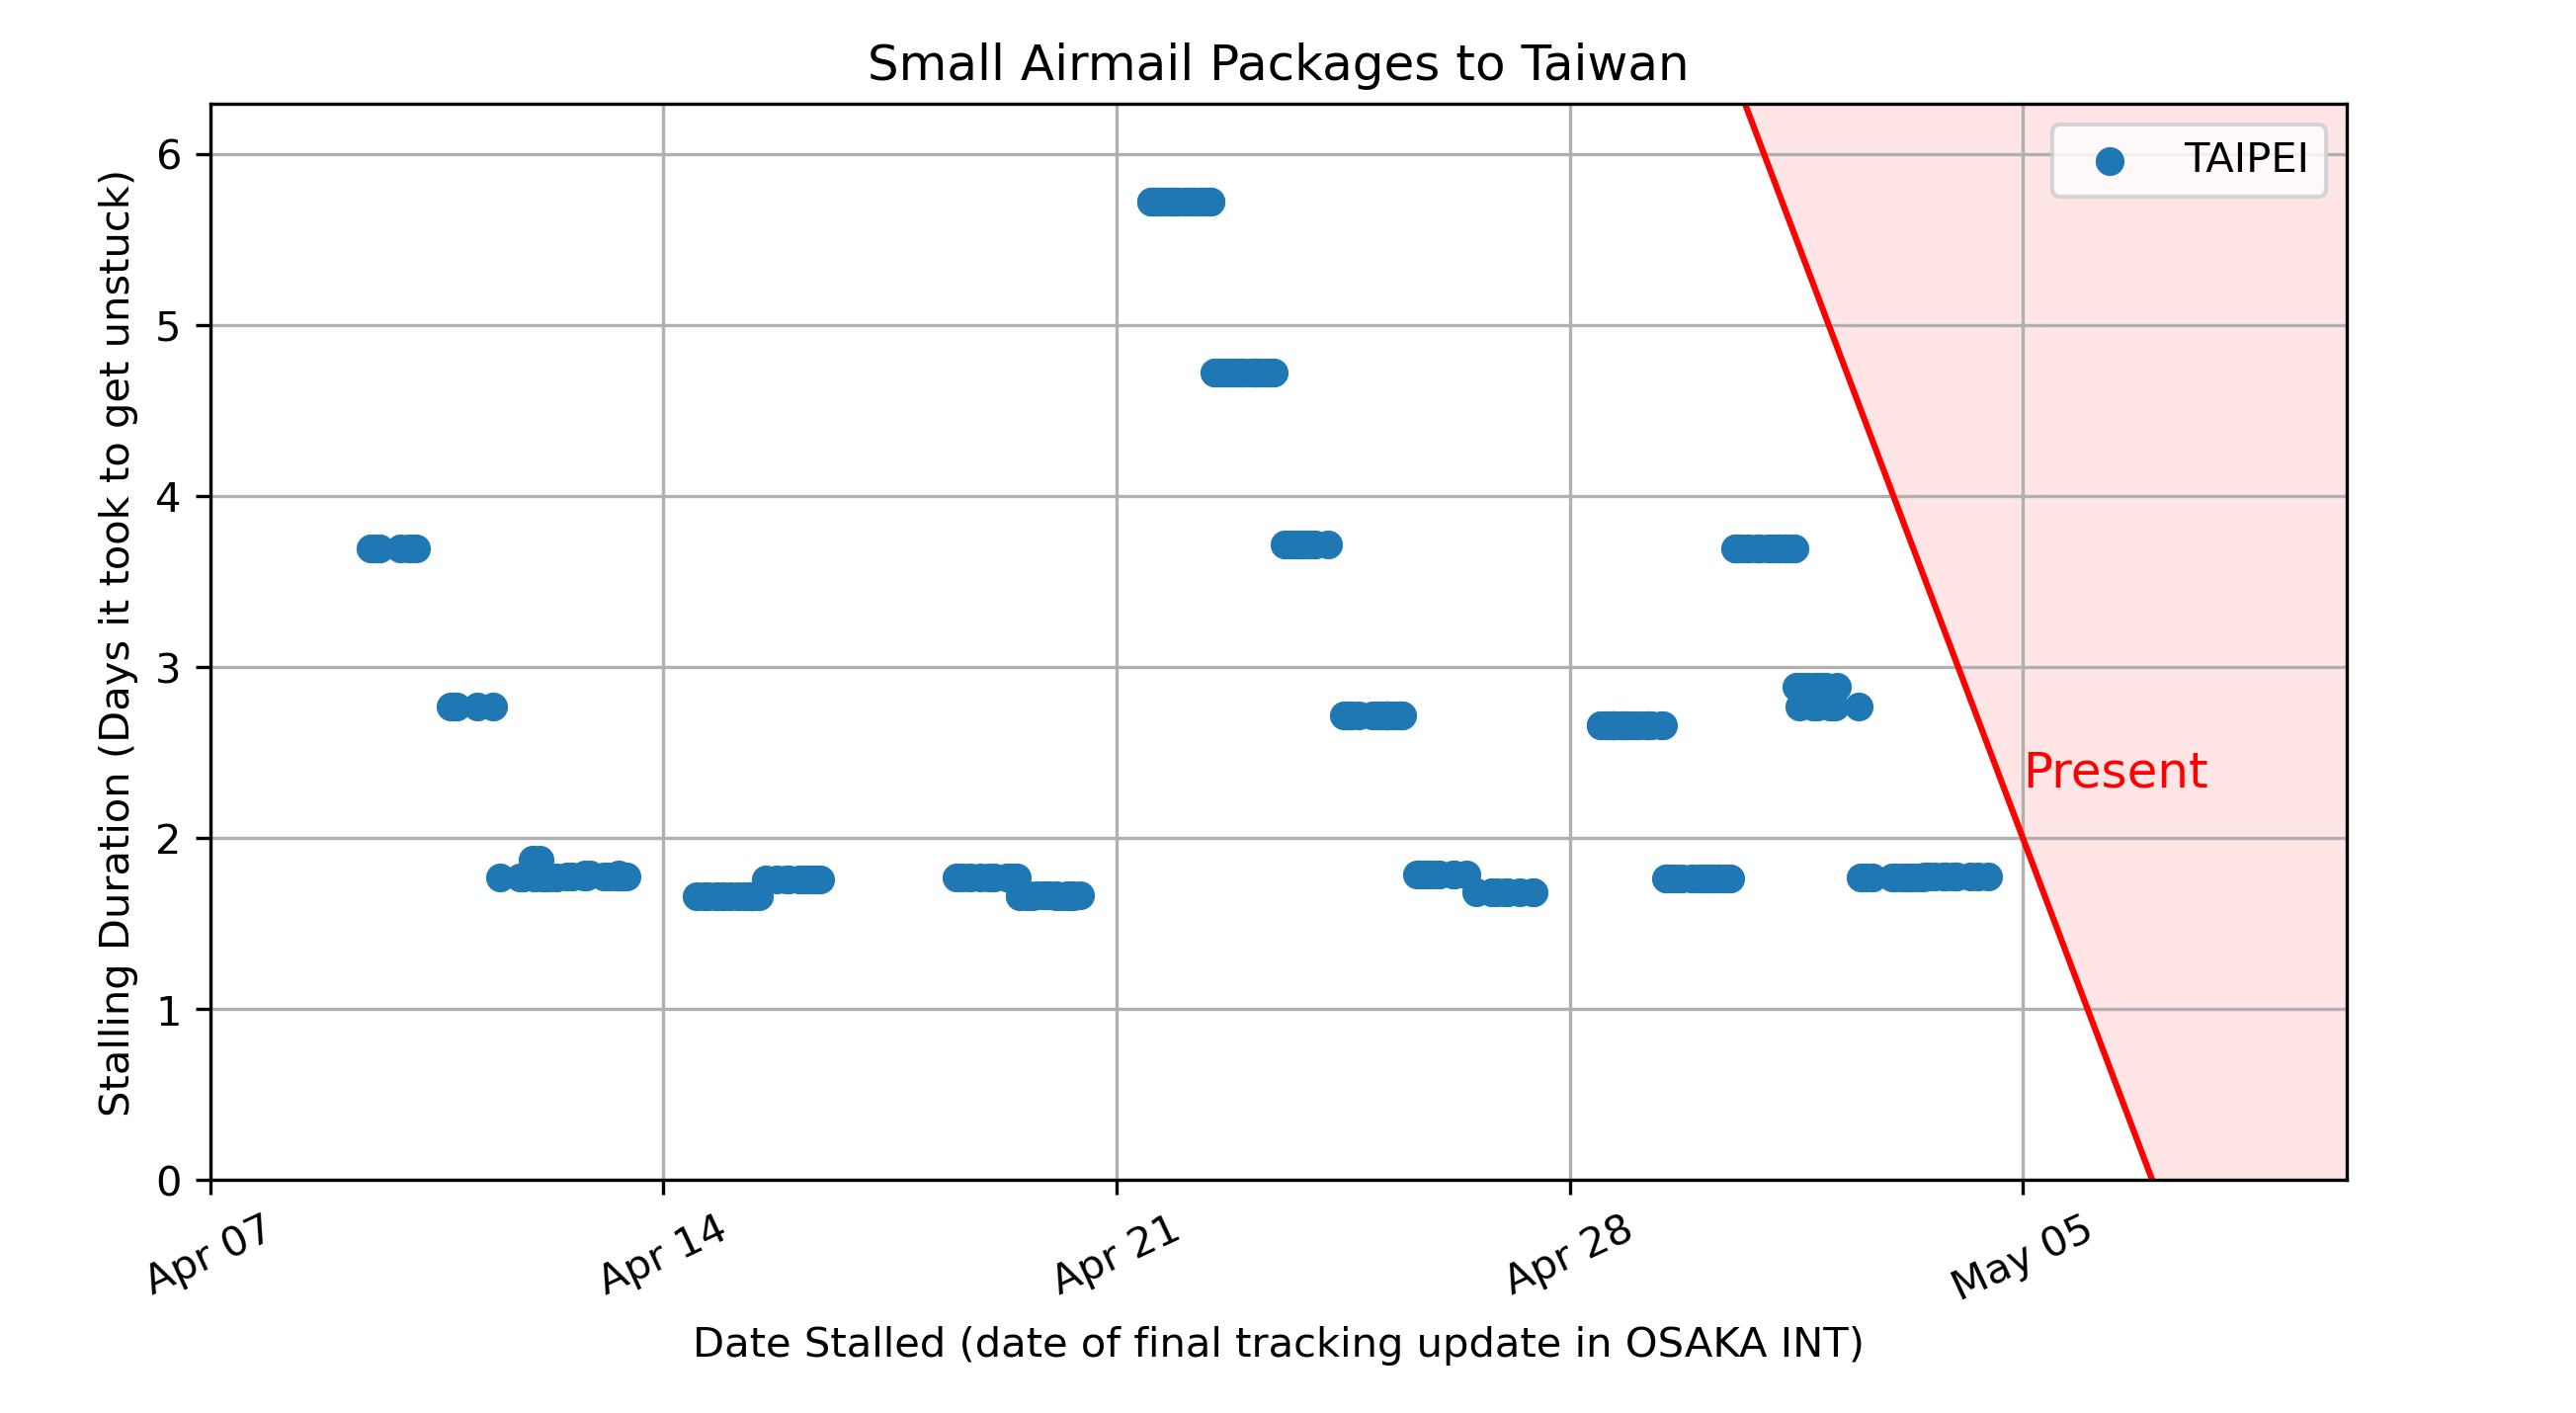 Small Airmail Packages to Taiwan
TAIPEI
6
5
4
3
2
1
0
Stalling Duration (Days it took to get unstuck)
Present
Apr 07
Apr 14
Apr 21
Apr 28
May 05
Date Stalled (date of final tracking update in OSAKA INT)